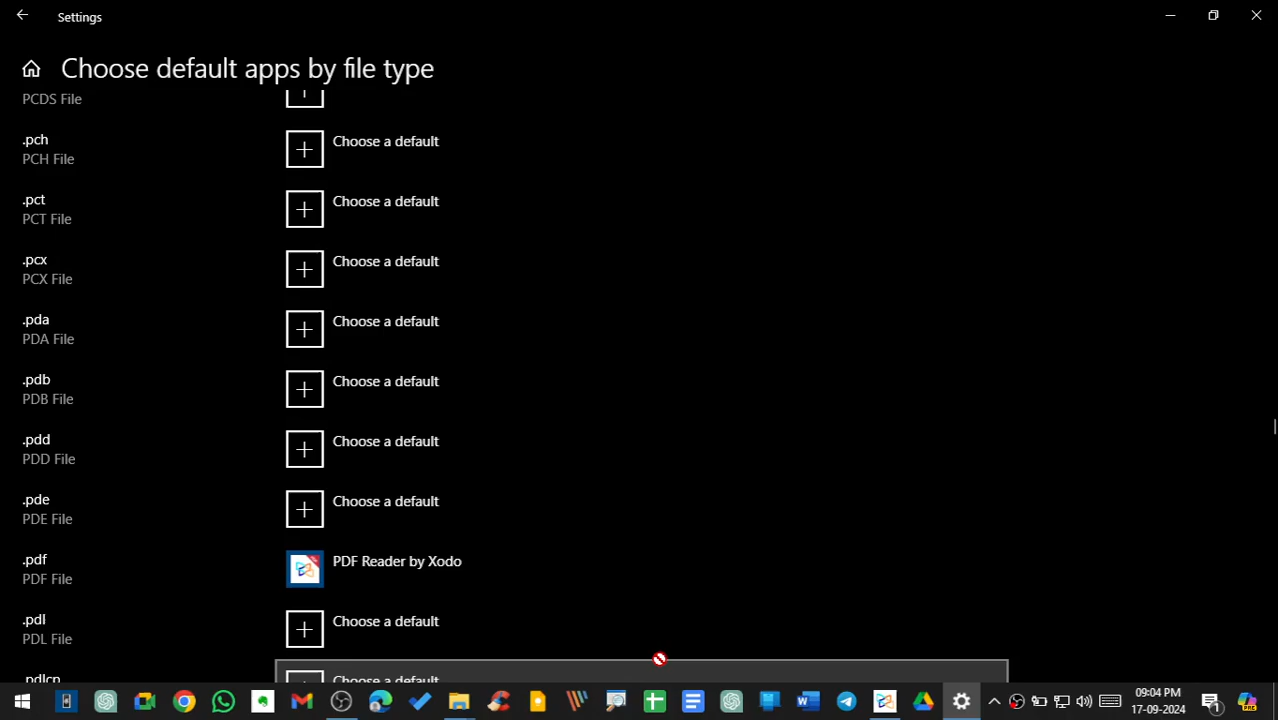 Settings
Choose default apps by file type
PCDS File
.pch
PCH File
Choose a default
.pct
PCT File
Choose a default
.pcx
PCX File
Choose a default
.pda
PDA File
Choose a default
.pdb
PDB File
Choose a default
.pdd
PDD File
Choose a default
.pde
PDE File
Choose a default
.pdf
PDF File
PDF Reader by Xodo
.pdl
PDL File
Choose a default
.pdlcp
Choose a default
09:04 PM
17-09-2024